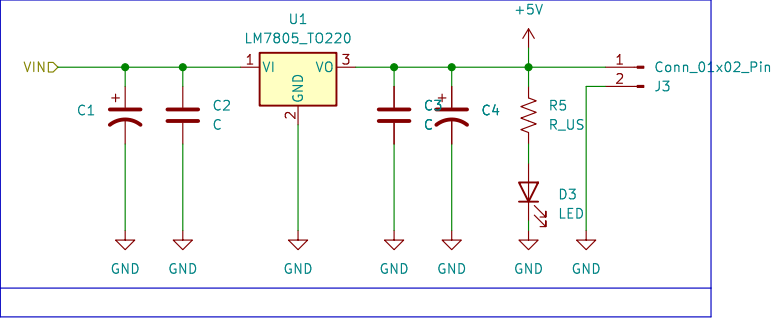 +5V
U1
LM7805_TO220
VIN
1
VI
VO
3
GND
2
1
Conn_01x02_Pin
2
J3
C1
+
C2
C
C3
C
+
C4
R5
R_US
D3
LED
GND
GND
GND
GND
GND
GND
GND